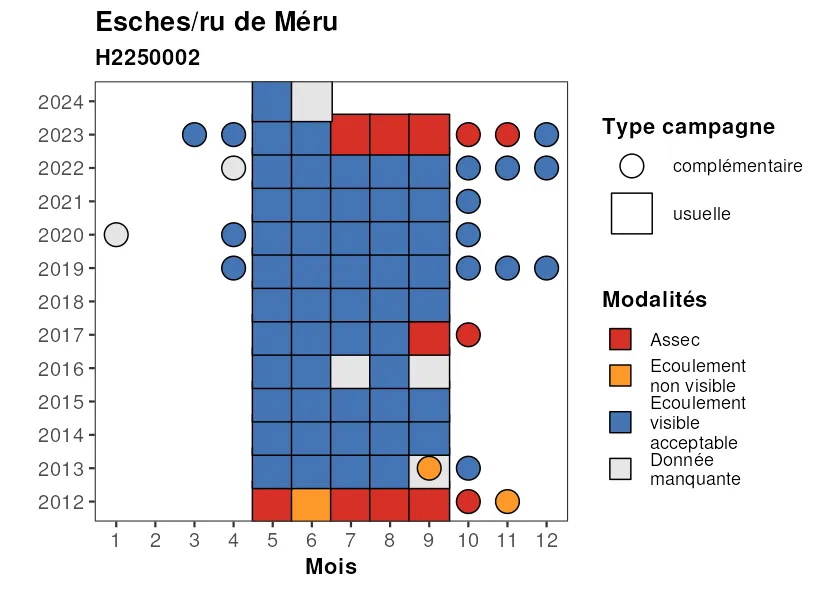 Esches/ru de Méru
H2250002
2024
2023
2022
2021
2020
2019
2018
2017
2016
2015
2014
2013
2012
1 2 3 4 5 6 7 8 9 10 11 12
Mois
Type campagne
complémentaire
usuelle
Modalités
Assec
Ecoulement
non visible
Ecoulement
visible
acceptable
Donnée
manquante